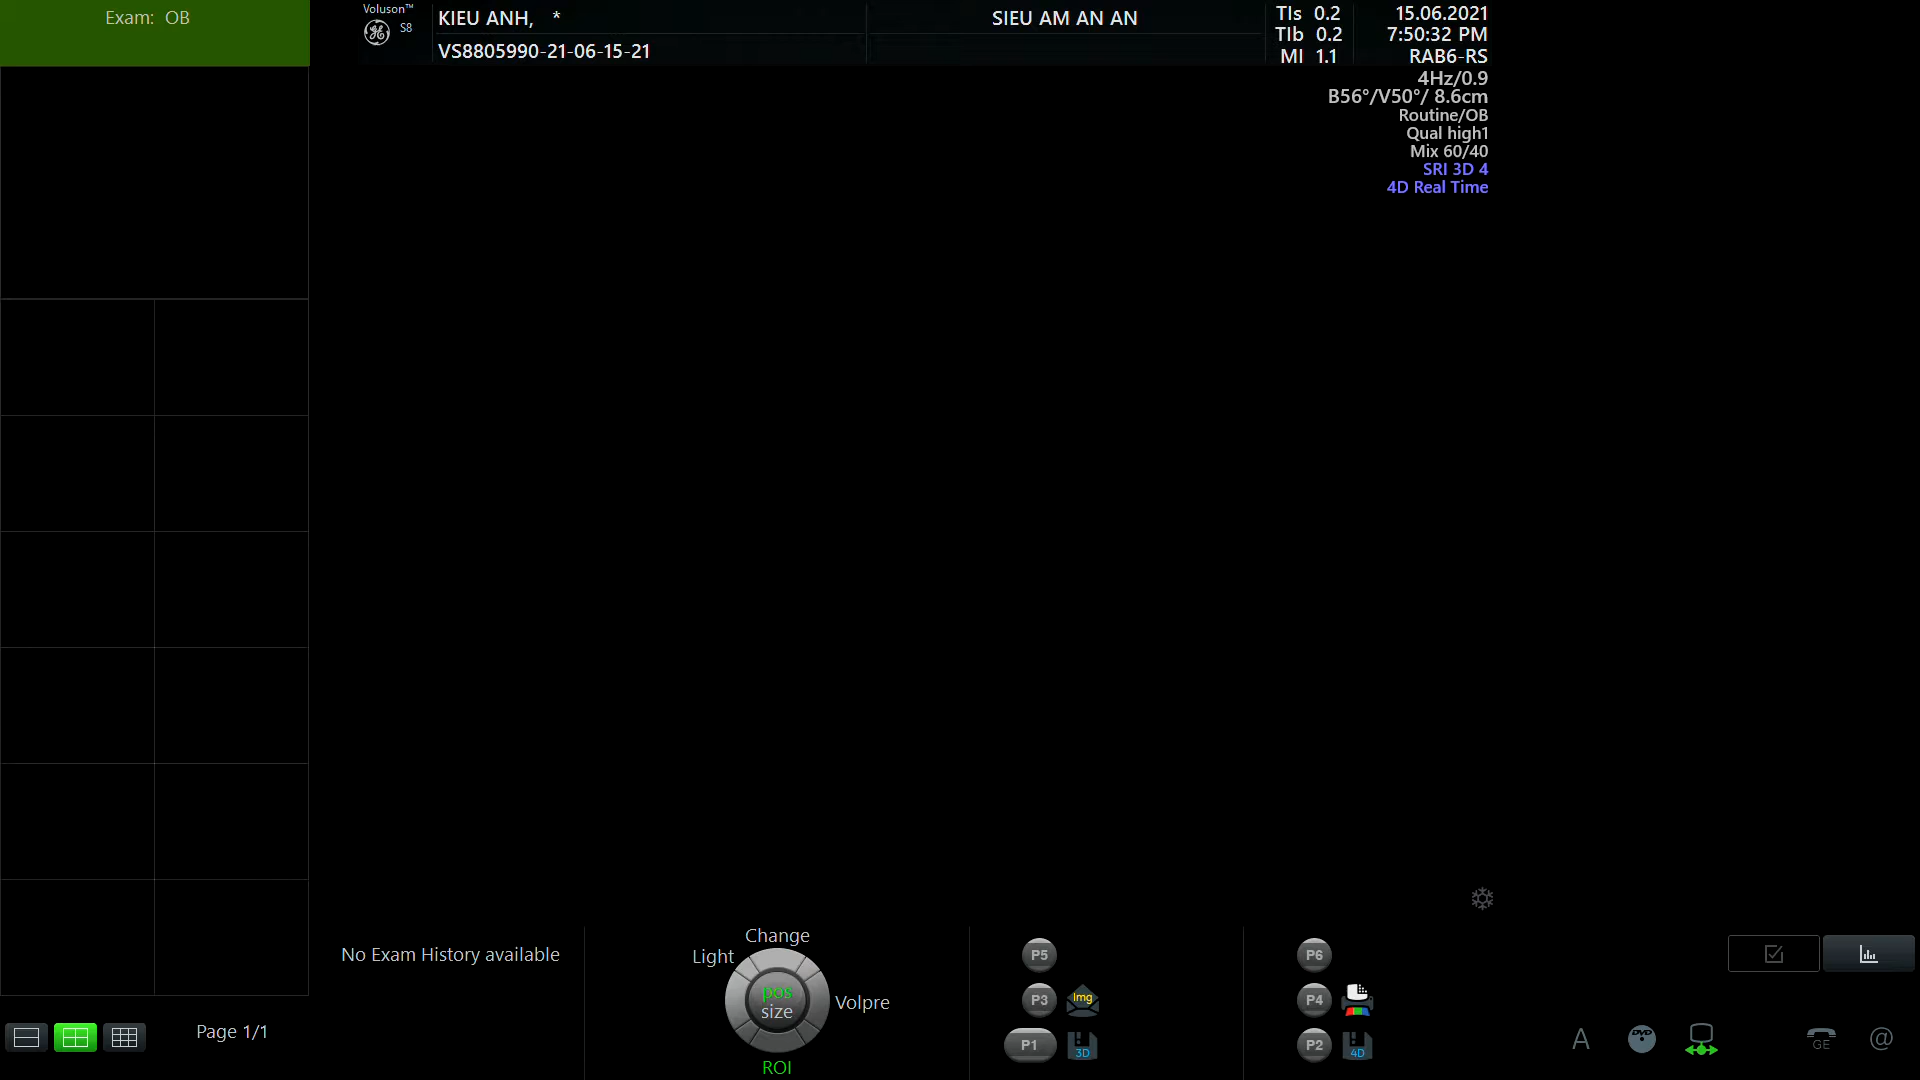 Exam: OB
Voluson™
S8
KIEU ANH, *
SIEU AM AN AN
VS8805990-21-06-15-21
TIs 0.2
TIb 0.2
MI 1.1
15.06.2021
7:50:32 PM
RAB6-RS
4Hz/0.9
B56°/V50°/ 8.6cm
Routine/OB
Qual high1
Mix 60/40
SRI 3D 4
4D Real Time
No Exam History available
Change
Light
pos
size
Volpre
ROI
P5
P3
Img
P1
3D
P6
P4
P2
4D
Page 1/1
A
DVD
GE
@